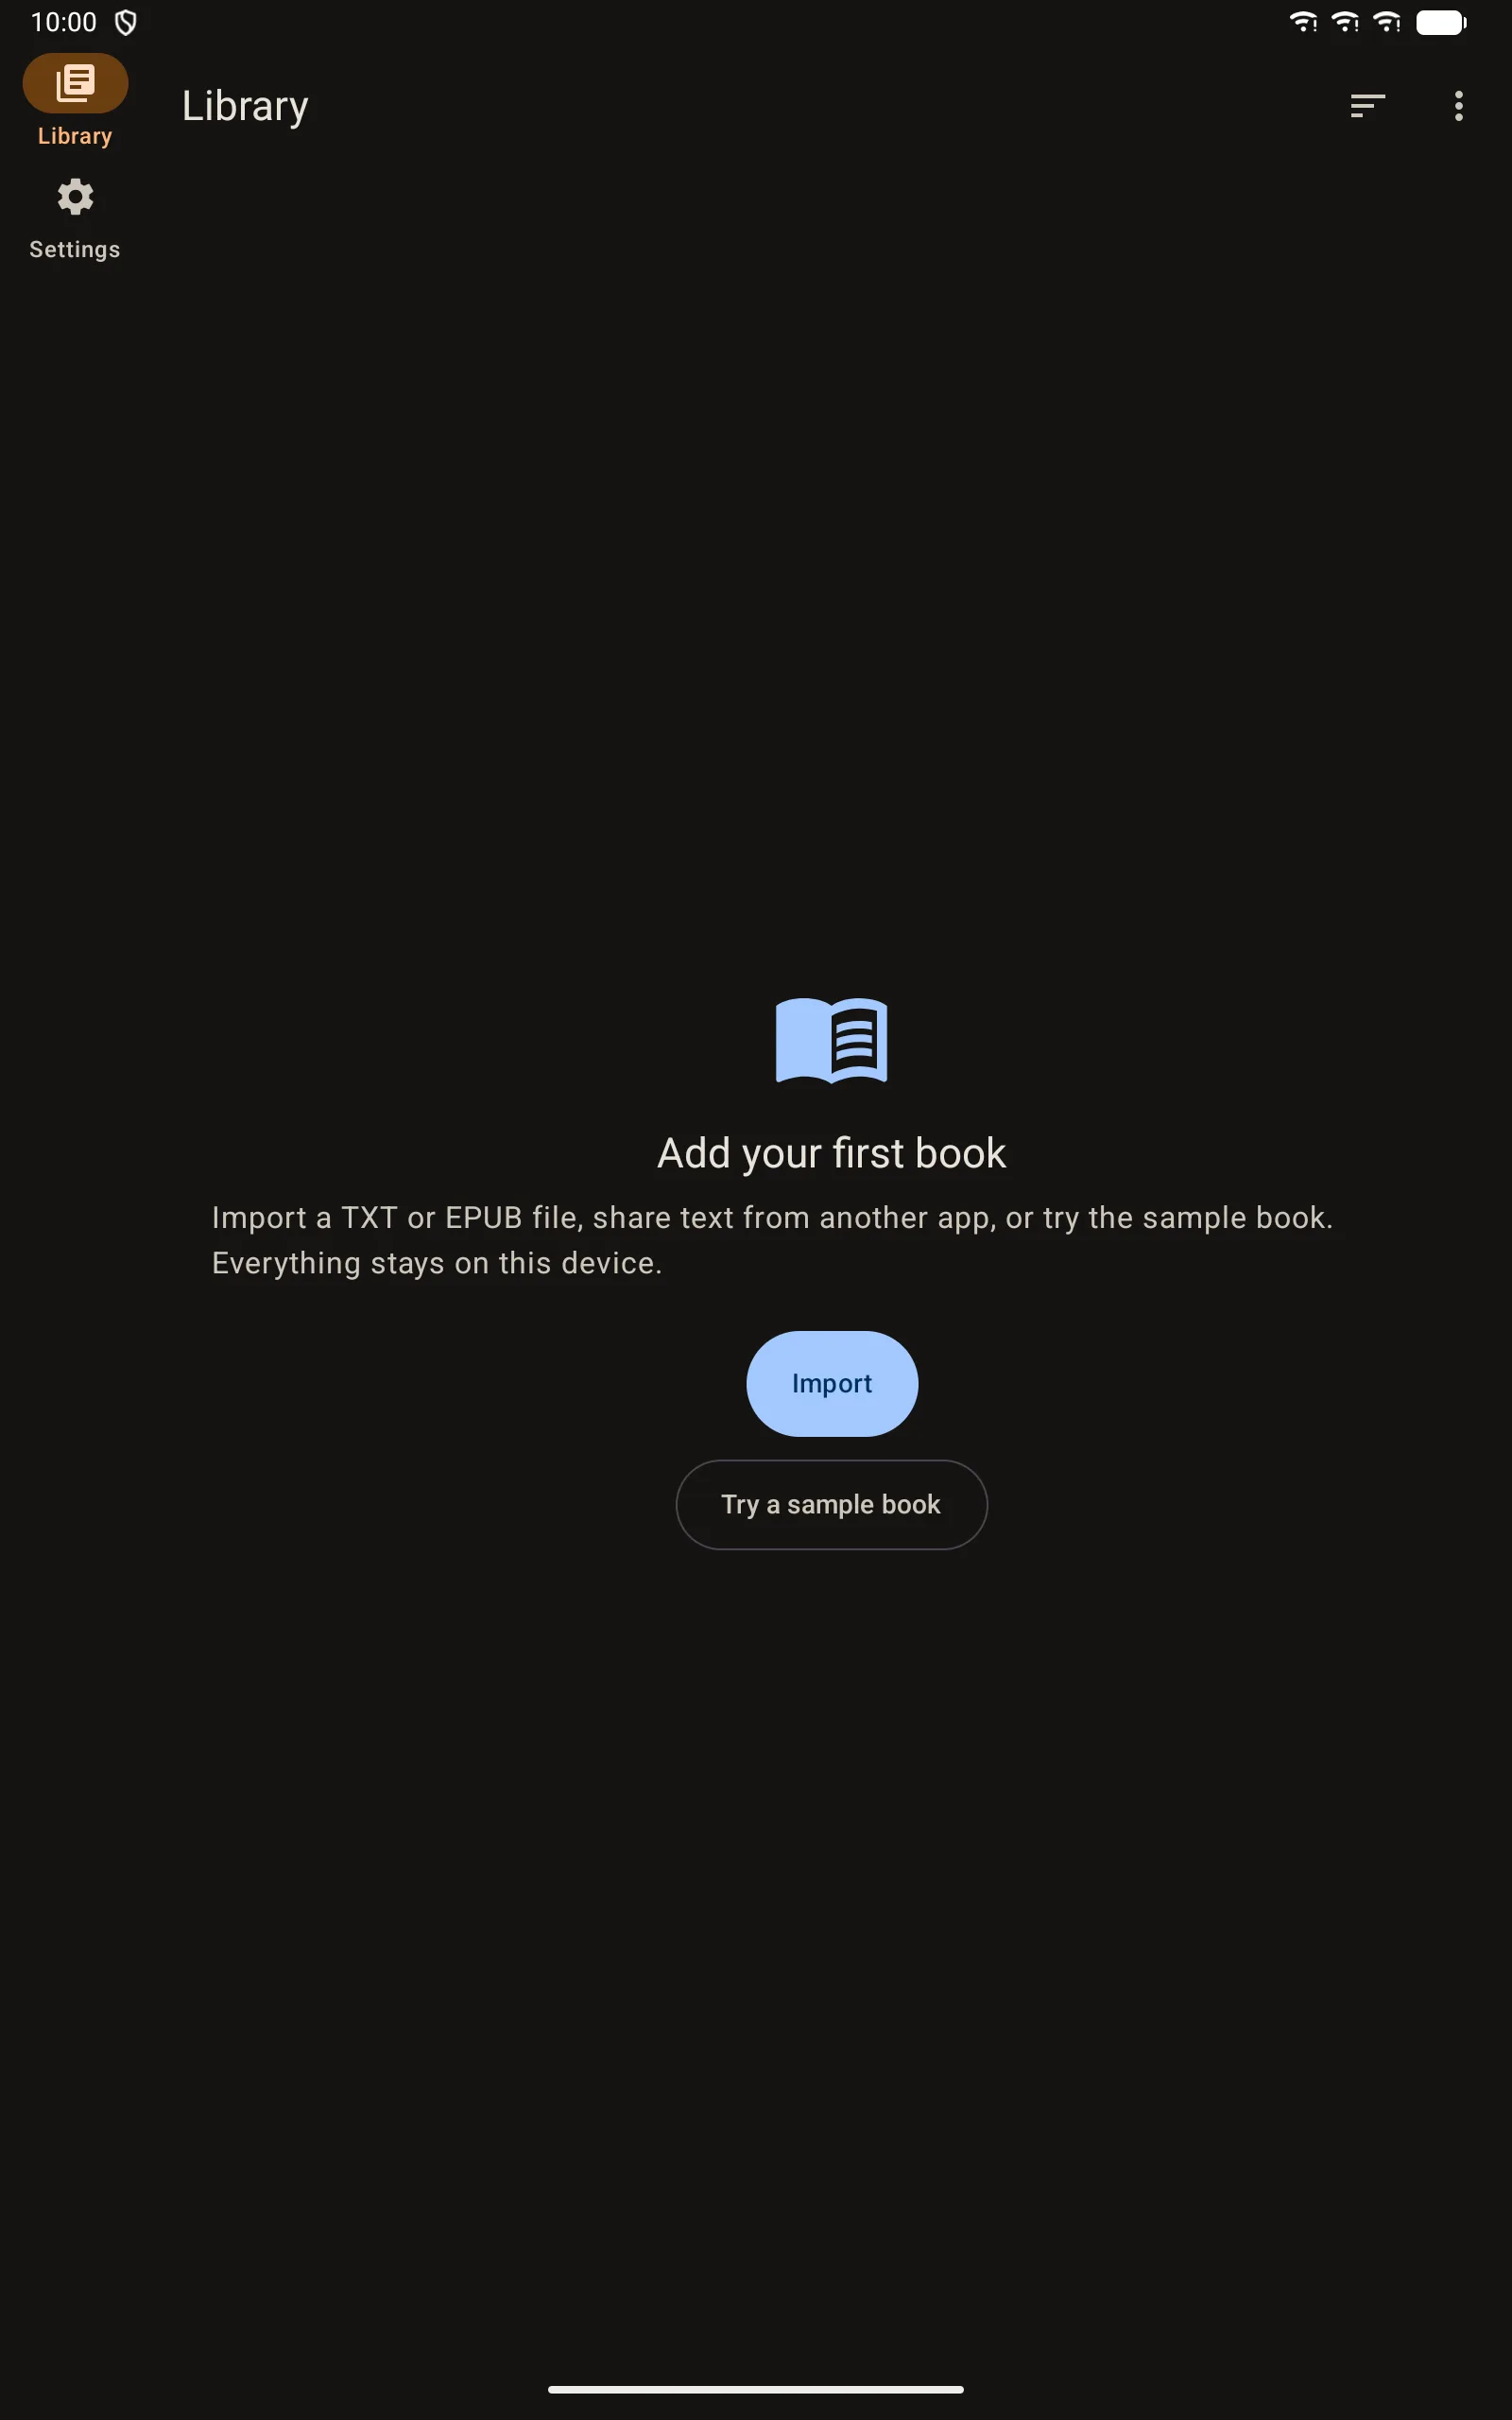 10:00
Library
Library
Settings
Add your first book
Import a TXT or EPUB file, share text from another app, or try the sample book.
Everything stays on this device.
Import
Try a sample book